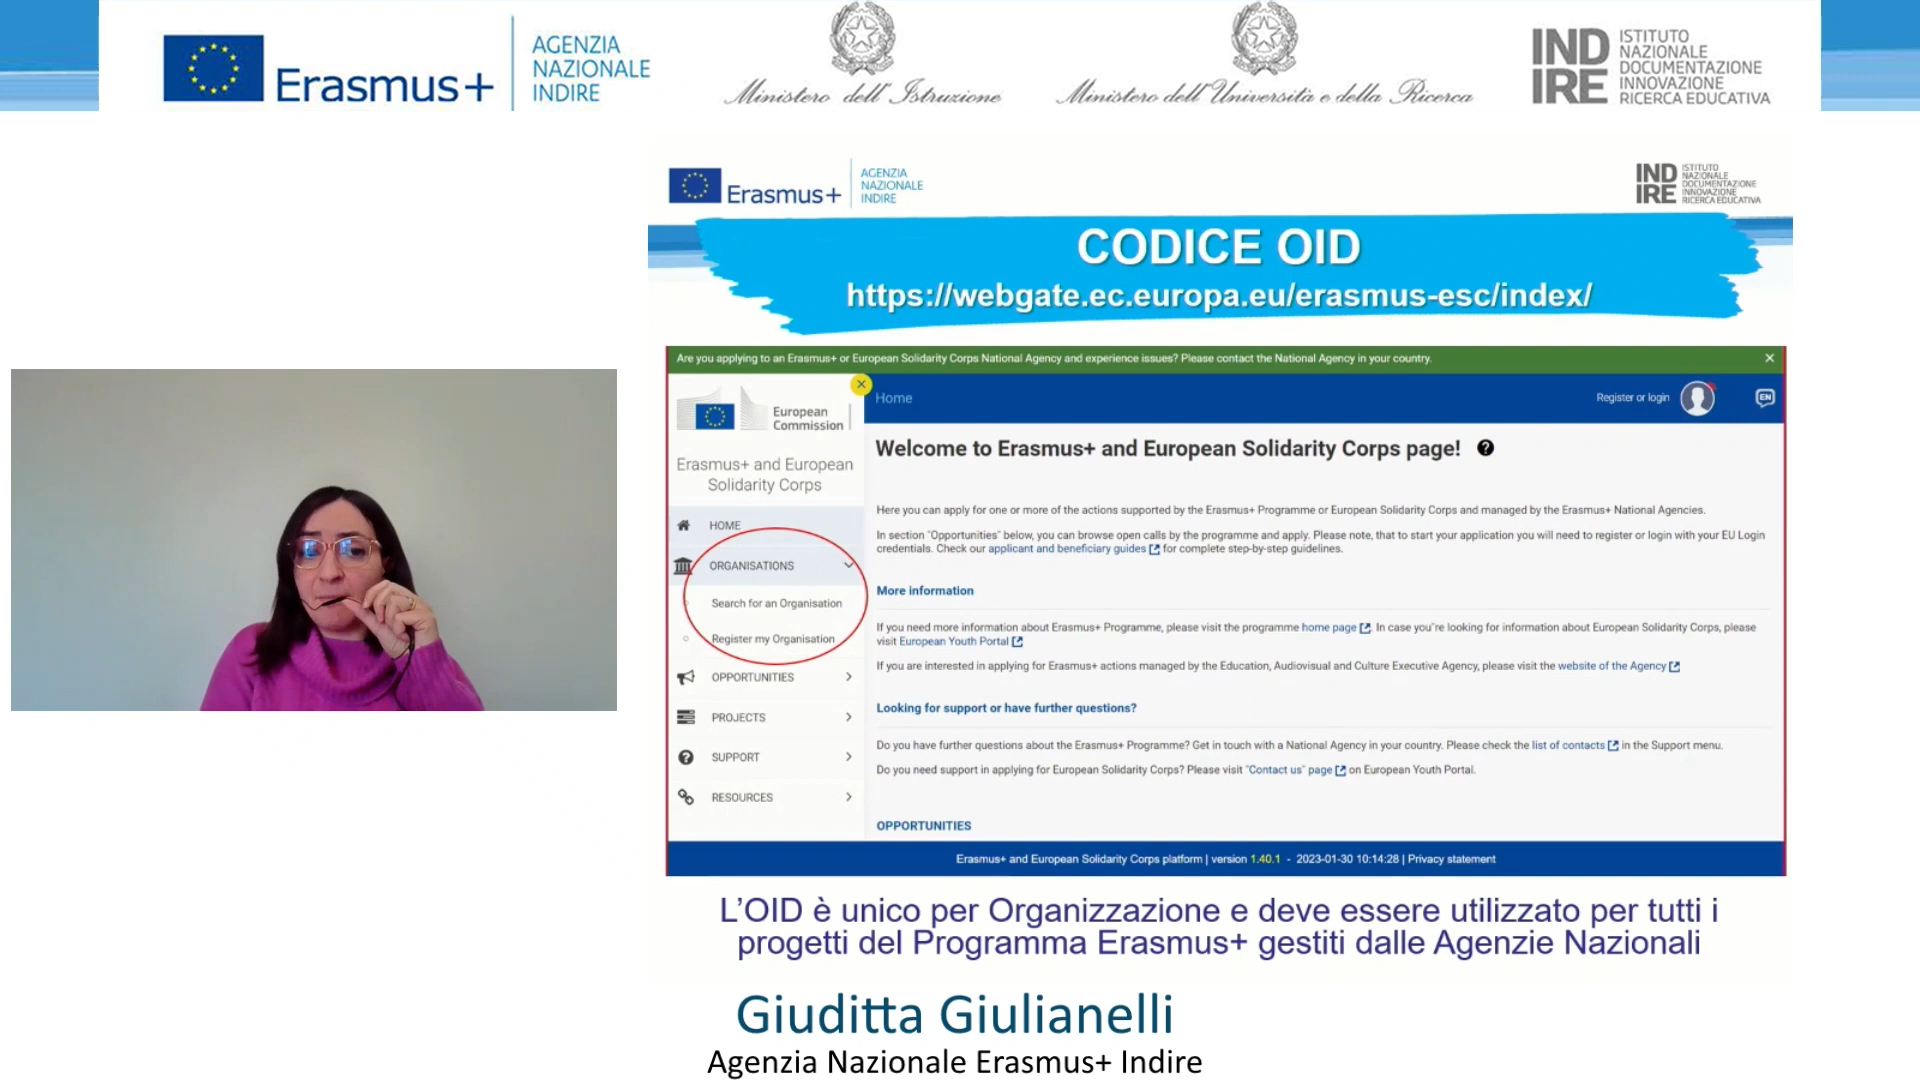 Erasmus+
AGENZIA
NAZIONALE
INDIRE
Ministero dell'Istruzione
Ministero dell'Università e della Ricerca
IND
IRE
ISTITUTO
NAZIONALE
DOCUMENTAZIONE
INNOVAZIONE
RICERCA EDUCATIVA
Erasmus+
AGENZIA
NAZIONALE
INDIRE
IND
IRE
ISTITUTO
NAZIONALE
DOCUMENTAZIONE
INNOVAZIONE
RICERCA EDUCATIVA
CODICE OID
https://webgate.ec.europa.eu/erasmus-esc/index/
Are you applying to an Erasmus+ or European Solidarity Corps National Agency and experience issues? Please contact the National Agency in your country.
European
Commission
Erasmus+ and European
Solidarity Corps
HOME
ORGANISATIONS
Search for an Organisation
Register my Organisation
OPPORTUNITIES
PROJECTS
SUPPORT
RESOURCES
Home
Register or login
EN
Welcome to Erasmus+ and European Solidarity Corps page!
Here you can apply for one or more of the actions supported by the Erasmus+ Programme or European Solidarity Corps and managed by the Erasmus+ National Agencies.
In section "Opportunities" below, you can browse open calls by the programme and apply. Please note, that to start your application you will need to register or login with your EU Login
credentials. Check our applicant and beneficiary guides for complete step-by-step guidelines.
More information
If you need more information about Erasmus+ Programme, please visit the programme home page. In case you're looking for information about European Solidarity Corps, please
visit European Youth Portal
If you are interested in applying for Erasmus+ actions managed by the Education, Audiovisual and Culture Executive Agency, please visit the website of the Agency
Looking for support or have further questions?
Do you have further questions about the Erasmus+ Programme? Get in touch with a National Agency in your country. Please check the list of contacts in the Support menu.
Do you need support in applying for European Solidarity Corps? Please visit "Contact us" page on European Youth Portal.
OPPORTUNITIES
Erasmus+ and European Solidarity Corps platform | version 1.40.1 - 2023-01-30 10:14:28 | Privacy statement
L'OID è unico per Organizzazione e deve essere utilizzato per tutti i
progetti del Programma Erasmus+ gestiti dalle Agenzie Nazionali
Giuditta Giulianelli
Agenzia Nazionale Erasmus+ Indire